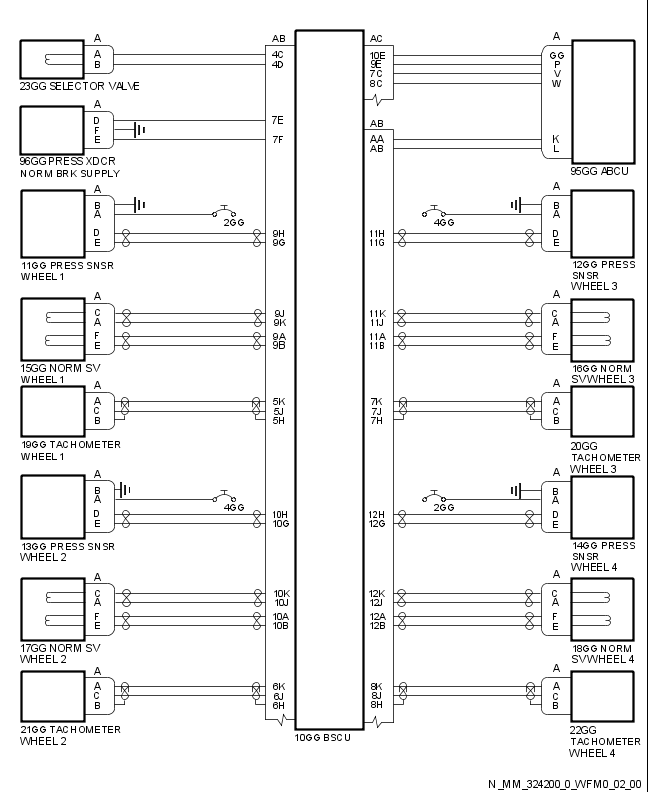 A
A
B
4C
4D
23GG SELECTOR VALVE
A
D
F
E
7E
7F
96GG PRESS XDCR
NORM BRK SUPPLY
A
B
A
D
E
2GG
9H
9G
11GG PRESS SNSR
WHEEL 1
A
C
A
F
E
9J
9K
9A
9B
15GG NORM SV
WHEEL 1
A
A
C
B
5K
5J
5H
19GG TACHOMETER
WHEEL 1
A
B
A
D
E
4GG
10H
10G
13GG PRESS SNSR
WHEEL 2
A
C
A
F
E
10K
10J
10A
10B
17GG NORM SV
WHEEL 2
A
A
C
B
6K
6J
6H
21GG TACHOMETER
WHEEL 2
AB
10GG BSCU
AC
10E
9E
7C
8C
AB
AA
AB
A
GG
P
V
W
K
L
95GG ABCU
A
B
A
D
E
4GG
11H
11G
12GG PRESS
SNSR
WHEEL 3
A
C
A
F
E
11K
11J
11A
11B
16GG NORM
SVWHEEL 3
A
A
C
B
7K
7J
7H
20GG
TACHOMETER
WHEEL 3
A
B
A
D
E
2GG
12H
12G
14GG PRESS
SNSR
WHEEL 4
A
C
A
F
E
12K
12J
12A
12B
18GG NORM
SVWHEEL 4
A
A
C
B
8K
8J
8H
22GG
TACHOMETER
WHEEL 4
N_MM_324200_0_WFM0_02_00